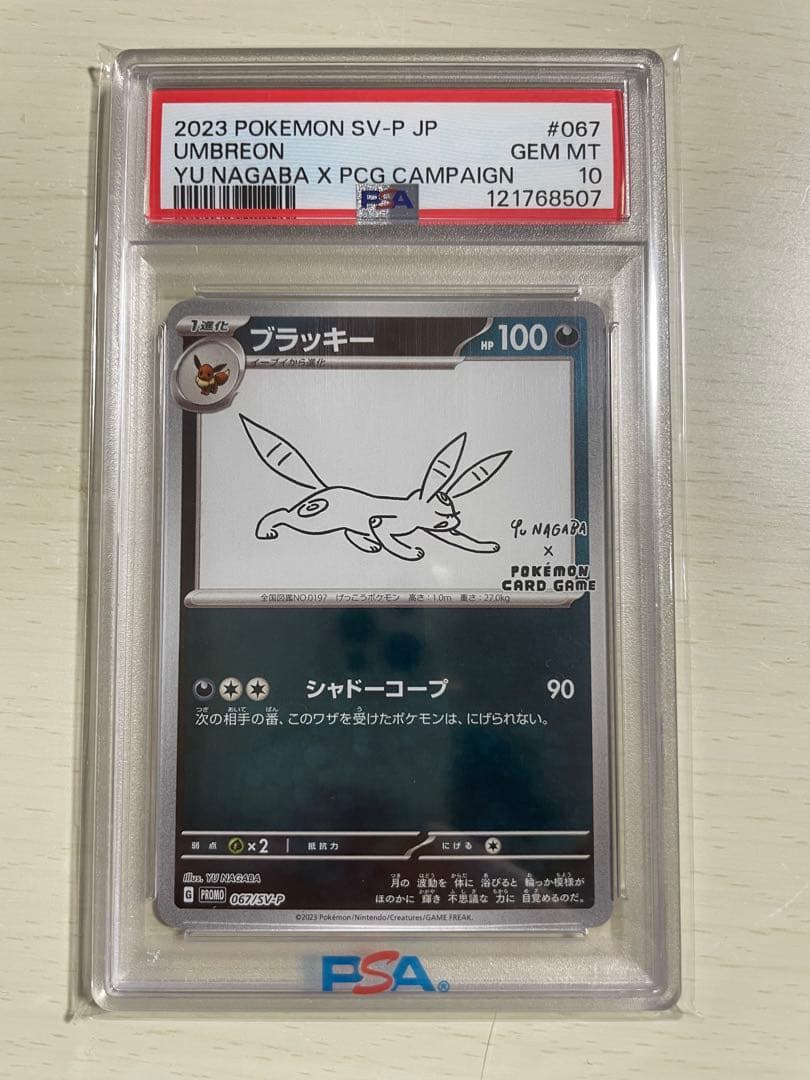 2023 POKEMON SV-P JP #067
UMBREON GEM MT
YU NAGABA X PCG CAMPAIGN 10
PSA 121768507
1進化 ブラッキー HP 100
イーブイから進化
Yu NAGABA
×
POKÉMON
CARD GAME
全国図鑑NO.0197 げっこうポケモン 高さ:1.0m 重さ:27.0kg
シャドーコープ 90
次の相手の番、このワザを受けたポケモンは、にげられない。
弱点 ×2 抵抗力 にげる
Illus. YU NAGABA
月の 波動を 体に 浴びると 輪っか模様が
G PROMO 067/SV-P ほのかに 輝き 不思議な 力に 目覚めるのだ。
©2023 Pokémon/Nintendo/Creatures/GAME FREAK.
PSA®